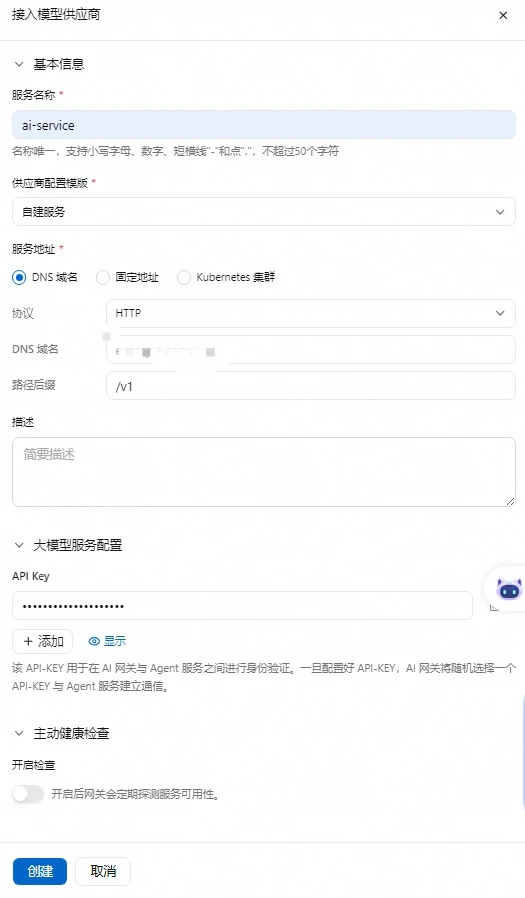 接入模型供应商
基本信息
服务名称 *
ai-service
名称唯一，支持小写字母、数字、短横线"-"和点"."，不超过50个字符
供应商配置模版 *
自建服务
服务地址 *
DNS 域名 固定地址 Kubernetes 集群
协议 HTTP
DNS 域名
路径后缀 /v1
描述
简要描述
大模型服务配置
API Key
••••••••••••••••••••
添加 显示
该 API-KEY 用于在 AI 网关与 Agent 服务之间进行身份验证。一旦配置好 API-KEY，AI 网关将随机选择一个
API-KEY 与 Agent 服务建立通信。
主动健康检查
开启检查
开启后网关会定期探测服务可用性。
创建 取消